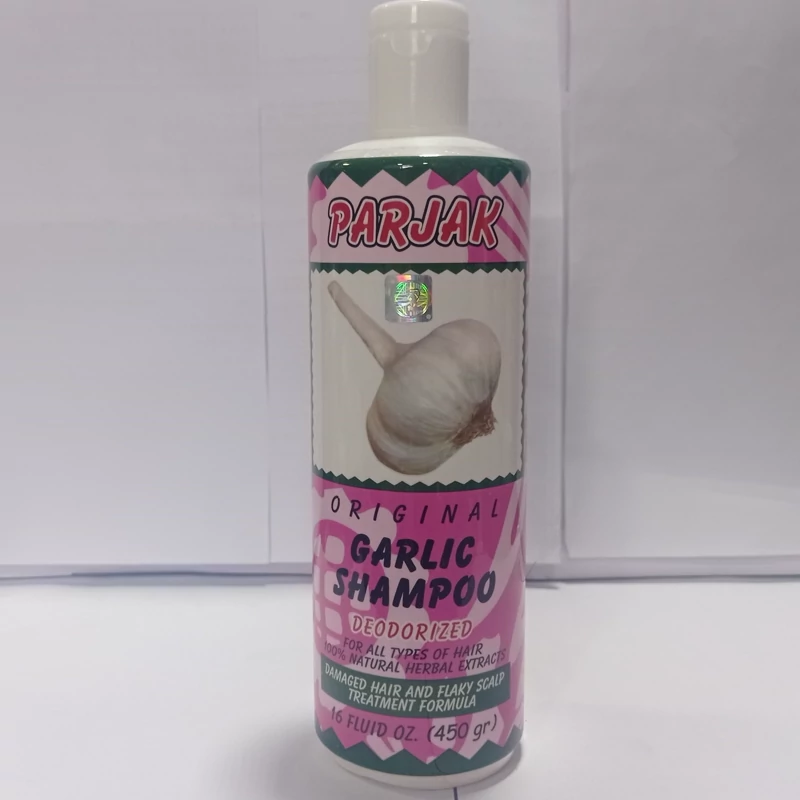 PARJAK
ORIGINAL
GARLIC
SHAMPOO
DEODORIZED
FOR ALL TYPES OF HAIR
100% NATURAL HERBAL EXTRACTS
DAMAGED HAIR AND FLAKY SCALP
TREATMENT FORMULA
16 FLUID OZ. (450 gr)